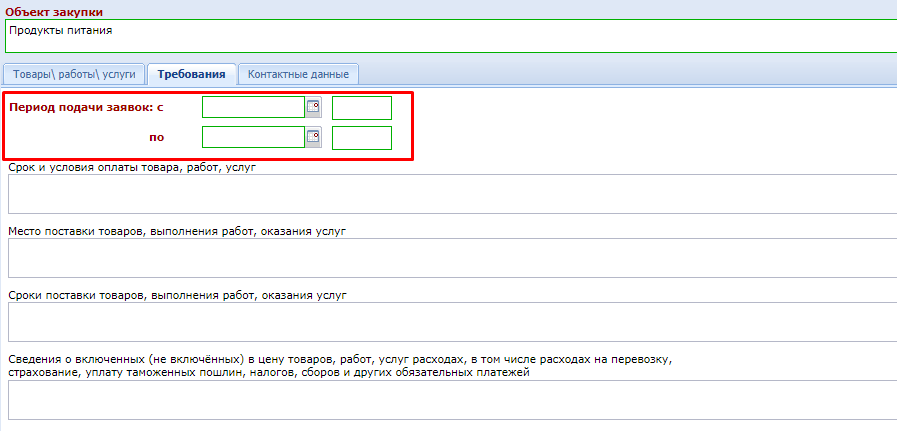 Объект закупки
Продукты питания
Товары\ работы\ услуги
Требования
Контактные данные
Период подачи заявок: с
по
Срок и условия оплаты товара, работ, услуг
Место поставки товаров, выполнения работ, оказания услуг
Сроки поставки товаров, выполнения работ, оказания услуг
Сведения о включенных (не включённых) в цену товаров, работ, услуг расходах, в том числе расходах на перевозку,
страхование, уплату таможенных пошлин, налогов, сборов и других обязательных платежей